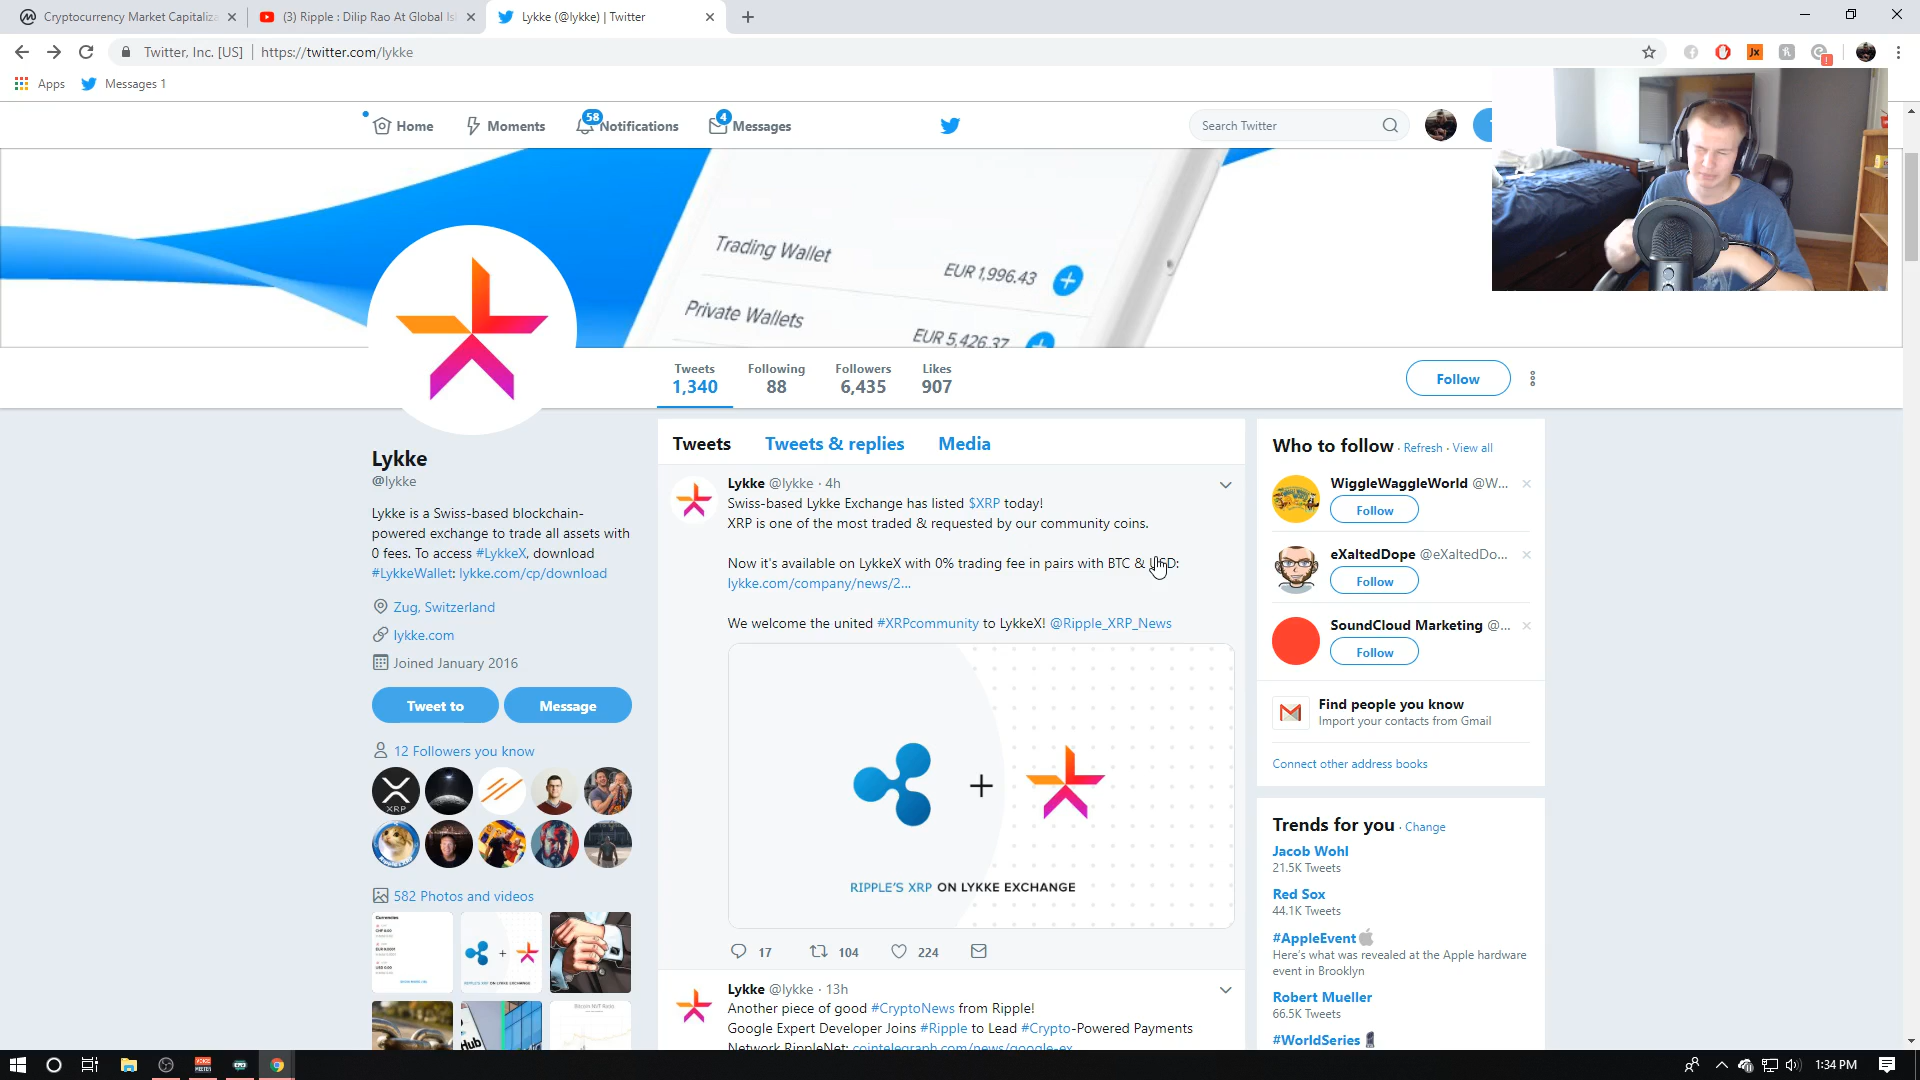 Cryptocurrency Market Capitaliza
(3) Ripple : Dilip Rao At Global Isl
Lykke (@lykke) | Twitter
Twitter, Inc. [US]
https://twitter.com/lykke
Apps
Messages 1
Home
Moments
58
Notifications
4
Messages
Search Twitter
Trading Wallet
EUR 1,996.43
Private Wallets
EUR 5,426.37
Tweets
1,340
Following
88
Followers
6,435
Likes
907
Follow
Lykke
@lykke
Lykke is a Swiss-based blockchain-
powered exchange to trade all assets with
0 fees. To access #LykkeX, download
#LykkeWallet: lykke.com/cp/download
Zug, Switzerland
lykke.com
Joined January 2016
Tweet to
Message
12 Followers you know
XRP
582 Photos and videos
Tweets
Tweets & replies
Media
Lykke @lykke · 4h
Swiss-based Lykke Exchange has listed $XRP today!
XRP is one of the most traded & requested by our community coins.
Now it's available on LykkeX with 0% trading fee in pairs with BTC & USD:
lykke.com/company/news/2...
We welcome the united #XRPcommunity to LykkeX! @Ripple_XRP_News
RIPPLE'S XRP ON LYKKE EXCHANGE
17
104
224
Lykke @lykke · 13h
Another piece of good #CryptoNews from Ripple!
Google Expert Developer Joins #Ripple to Lead #Crypto-Powered Payments
Network RippleNet: cointelegraph.com/news/google-ex
Who to follow · Refresh · View all
WiggleWaggleWorld @W...
Follow
eXaltedDope @eXaltedDo...
Follow
SoundCloud Marketing @...
Follow
Find people you know
Import your contacts from Gmail
Connect other address books
Trends for you · Change
Jacob Wohl
21.5K Tweets
Red Sox
44.1K Tweets
#AppleEvent
Here's what was revealed at the Apple hardware
event in Brooklyn
Robert Mueller
66.5K Tweets
#WorldSeries
1:34 PM